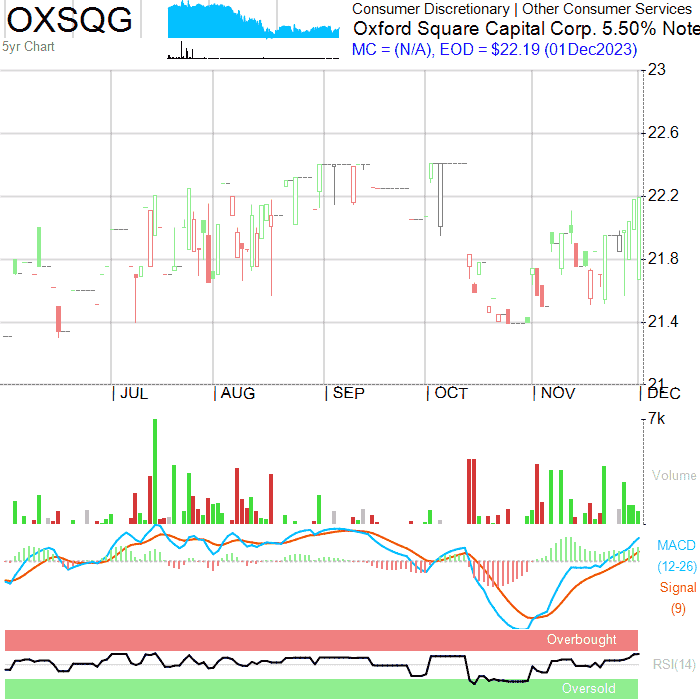 OXSQG
5yr Chart
Consumer Discretionary | Other Consumer Services
Oxford Square Capital Corp. 5.50% Note
MC = (N/A), EOD = $22.19 (01Dec2023)
23
22.6
22.2
21.8
21.4
21
JUL
AUG
SEP
OCT
NOV
DEC
7k
Volume
MACD
(12-26)
Signal
(9)
Overbought
RSI(14)
Oversold